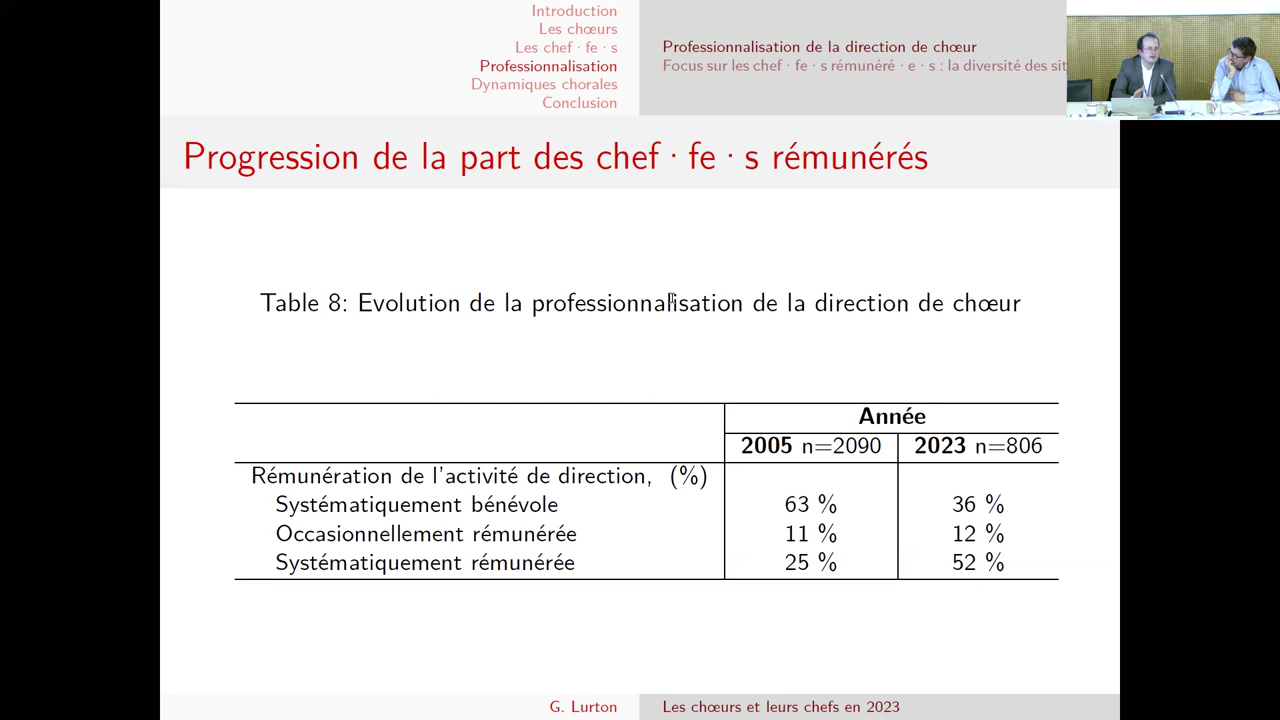 Introduction
Les chœurs
Les chef · fe · s
Professionnalisation
Dynamiques chorales
Conclusion
Professionnalisation de la direction de chœur
Focus sur les chef · fe · s rémunéré · e · s : la diversité des sit
Progression de la part des chef · fe · s rémunérés
Table 8: Evolution de la professionnalisation de la direction de chœur
Année
2005 n=2090 2023 n=806
Rémunération de l'activité de direction, (%)
Systématiquement bénévole 63 % 36 %
Occasionnellement rémunérée 11 % 12 %
Systématiquement rémunérée 25 % 52 %
G. Lurton Les chœurs et leurs chefs en 2023